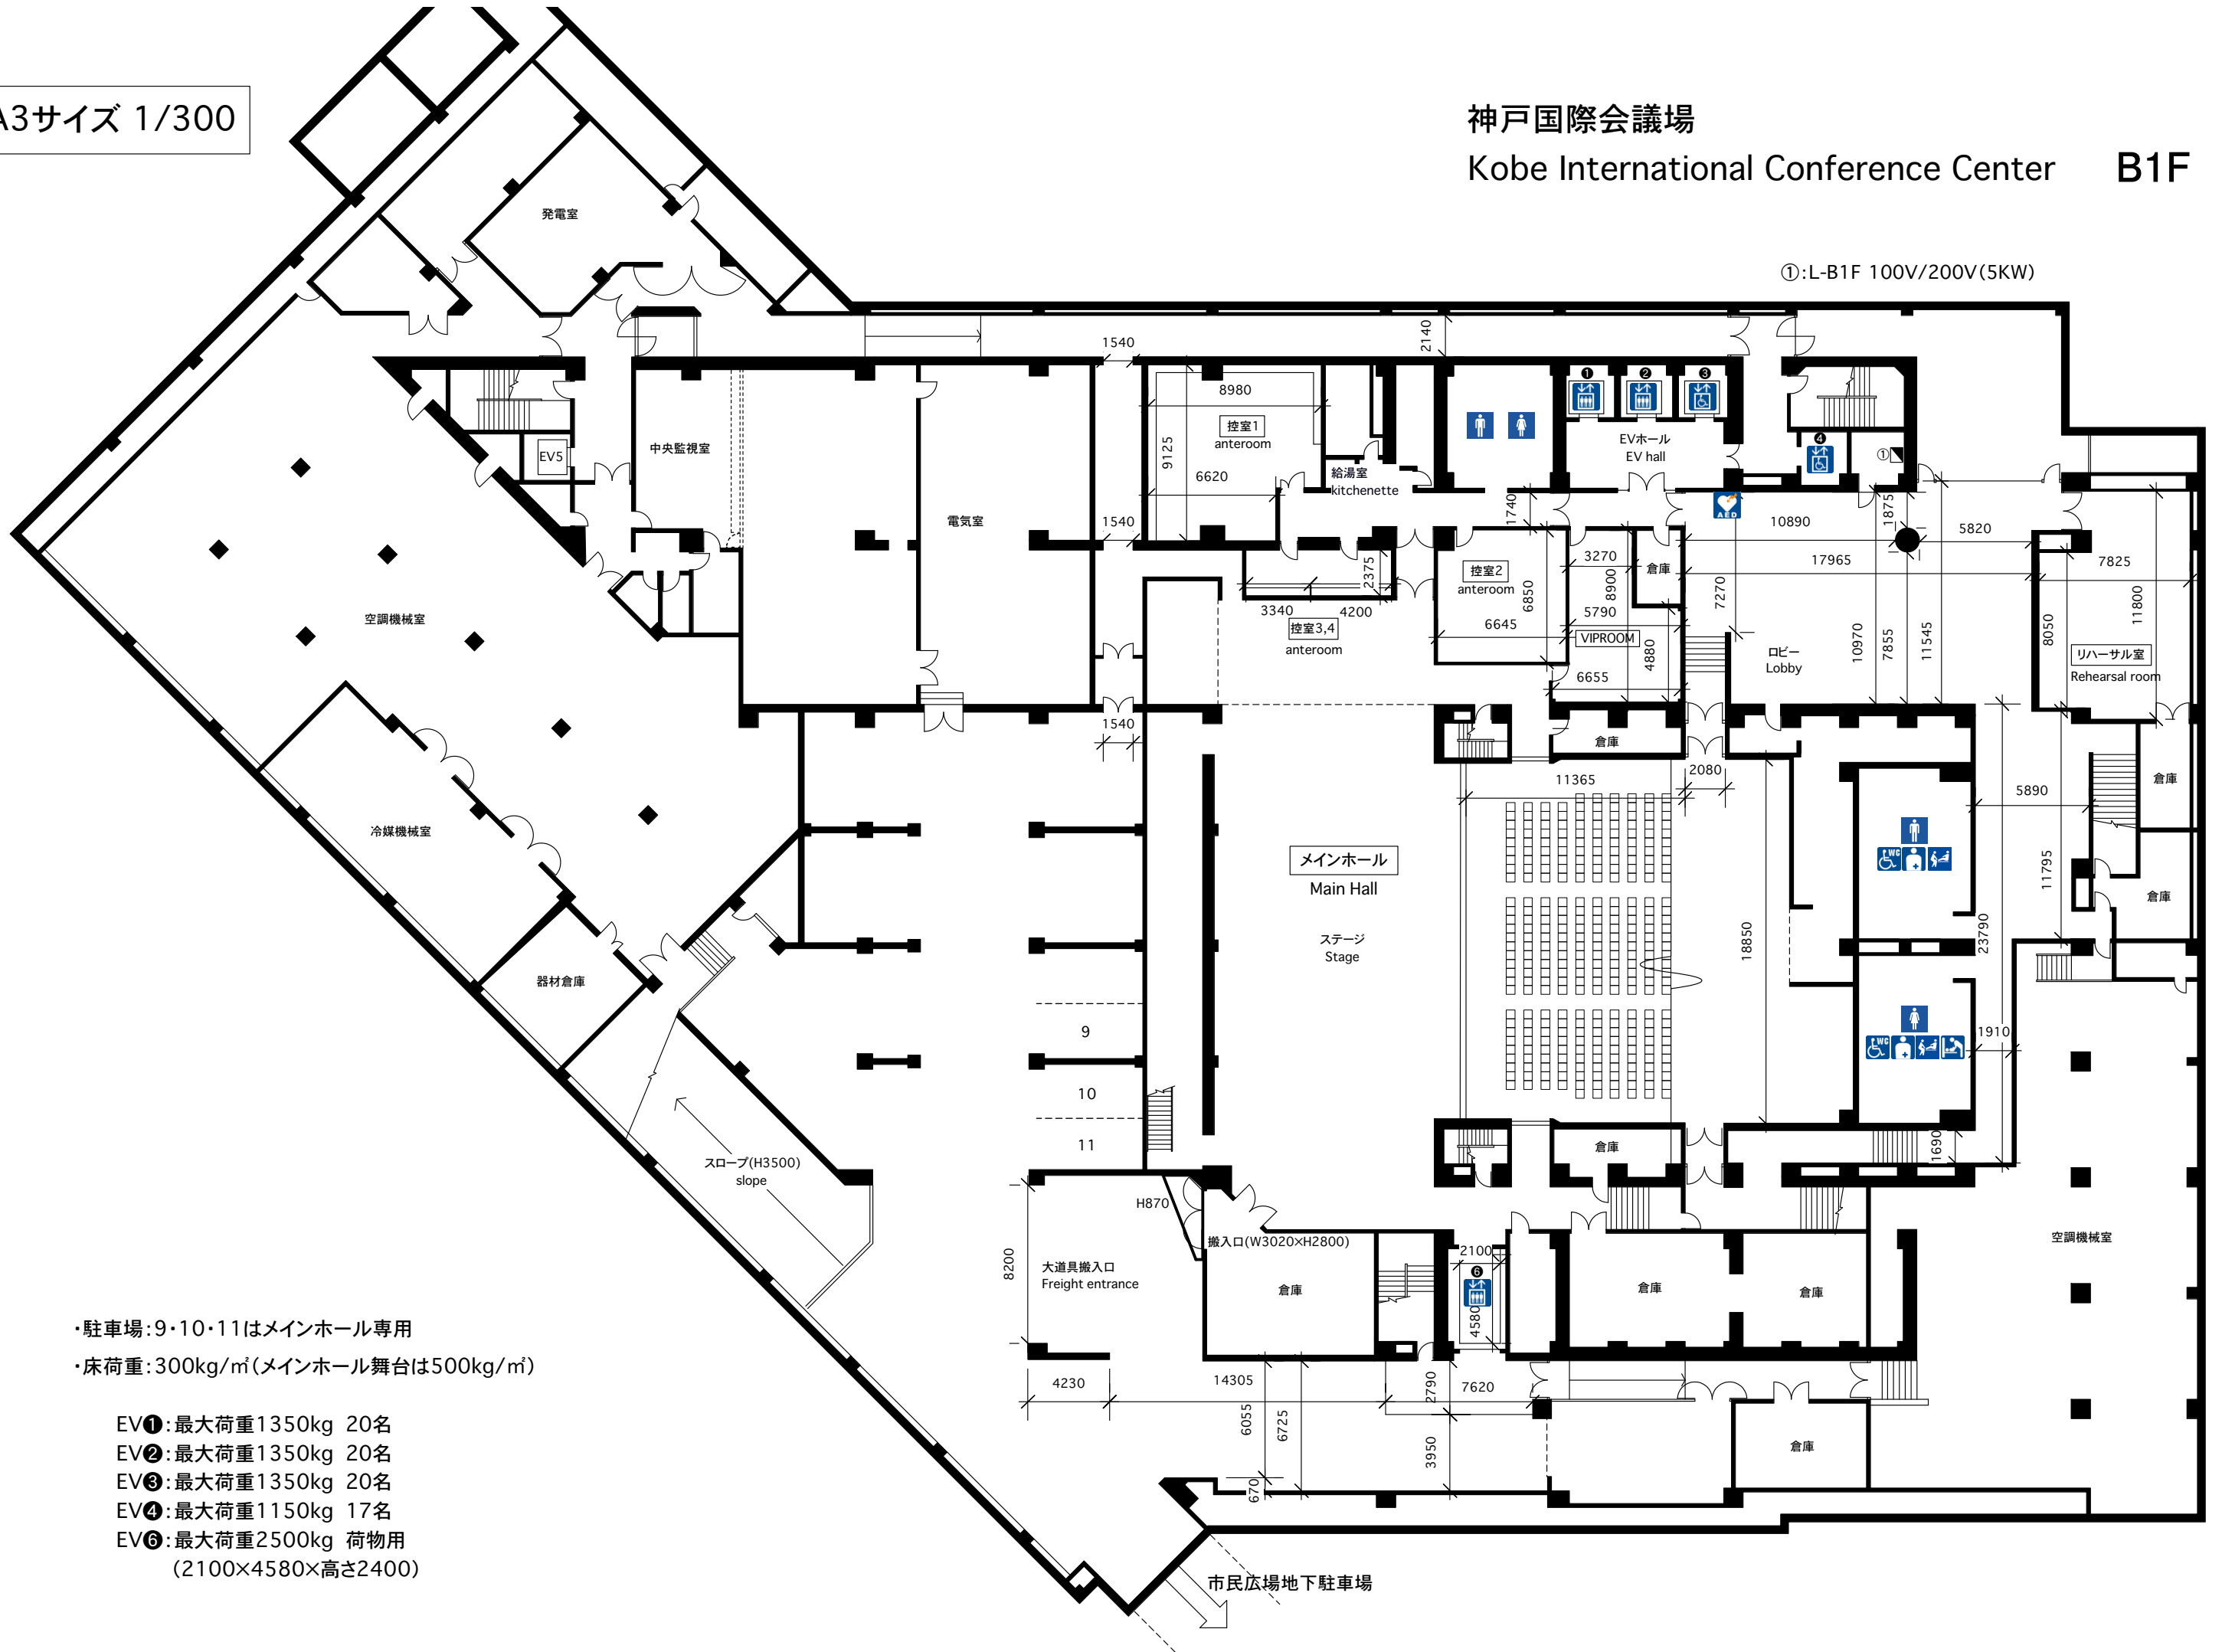 A3サイズ 1/300
神戸国際会議場
Kobe International Conference Center B1F
①:L-B1F 100V/200V(5KW)
発電室
1540
2140
8980
控室1
anteroom
9125
6620
❶
❷
❸
EVホール
EV hall
❹
①
EV5
中央監視室
給湯室
kitchenette
電気室
1540
1740
AED
10890
1875
5820
17965
7825
3270
倉庫
控室2
anteroom
2375
6850
8900
7270
11800
3340
4200
控室3,4
anteroom
6645
5790
VIPROOM
4880
6655
ロビー
Lobby
10970
7855
11545
8050
リハーサル室
Rehearsal room
空調機械室
1540
倉庫
11365
2080
5890
倉庫
冷媒機械室
メインホール
Main Hall
WC
11795
倉庫
ステージ
Stage
18850
23790
器材倉庫
9
WC
1910
10
11
倉庫
1690
スロープ(H3500)
slope
H870
搬入口(W3020×H2800)
2100
8200
大道具搬入口
Freight entrance
倉庫
❻
4580
倉庫
倉庫
空調機械室
・駐車場:9・10・11はメインホール専用
・床荷重:300kg/㎡(メインホール舞台は500kg/㎡)
4230
14305
2790
7620
6055
6725
3950
倉庫
670
EV❶:最大荷重1350kg 20名
EV❷:最大荷重1350kg 20名
EV❸:最大荷重1350kg 20名
EV❹:最大荷重1150kg 17名
EV❻:最大荷重2500kg 荷物用
(2100×4580×高さ2400)
市民広場地下駐車場